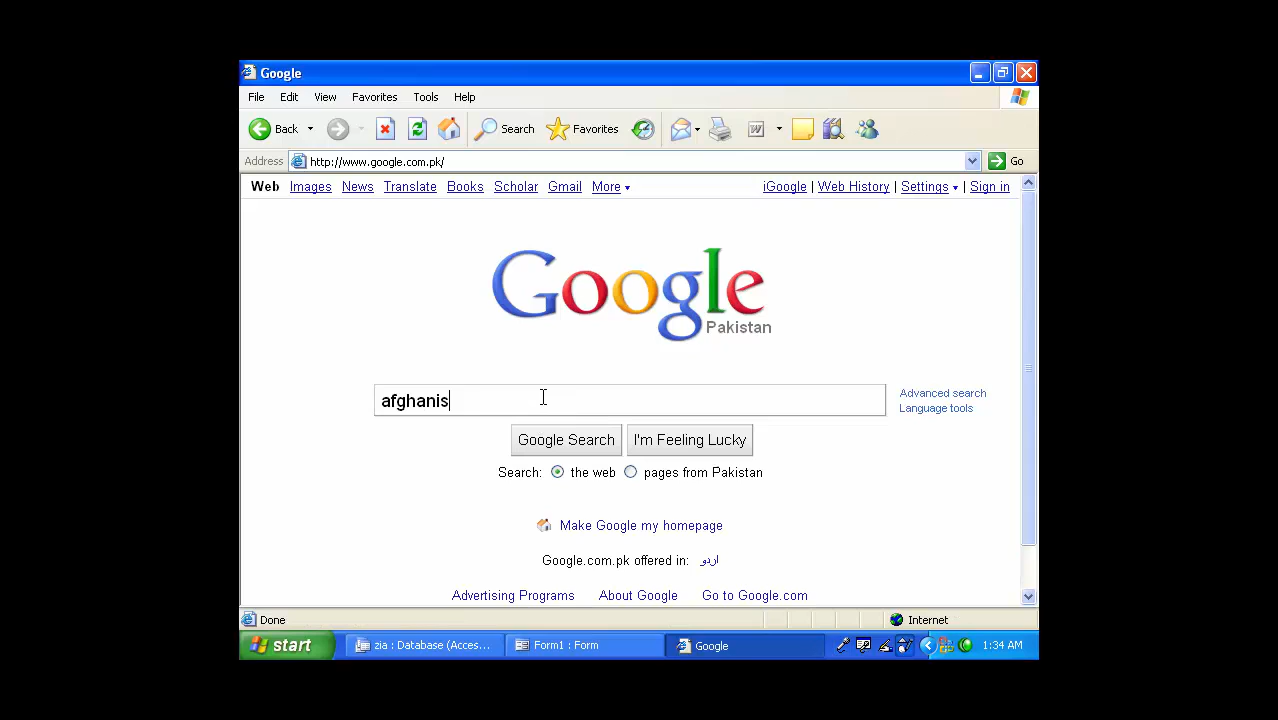 Google
File Edit View Favorites Tools Help
Back Search Favorites
Address http://www.google.com.pk/ Go
Web Images News Translate Books Scholar Gmail More iGoogle | Web History | Settings | Sign in
Google
Pakistan
afghanis
Advanced search
Language tools
Google Search I'm Feeling Lucky
Search: the web pages from Pakistan
Make Google my homepage
Google.com.pk offered in: اردو
Advertising Programs About Google Go to Google.com
Done Internet
start zia : Database (Acces... Form1 : Form Google 1:34 AM